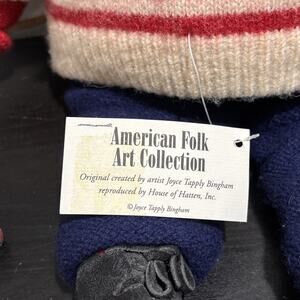 American Folk
Art Collection
Original created by artist Joyce Tapply Bingham
reproduced by House of Hatten, Inc.
© Joyce Tapply Bingham